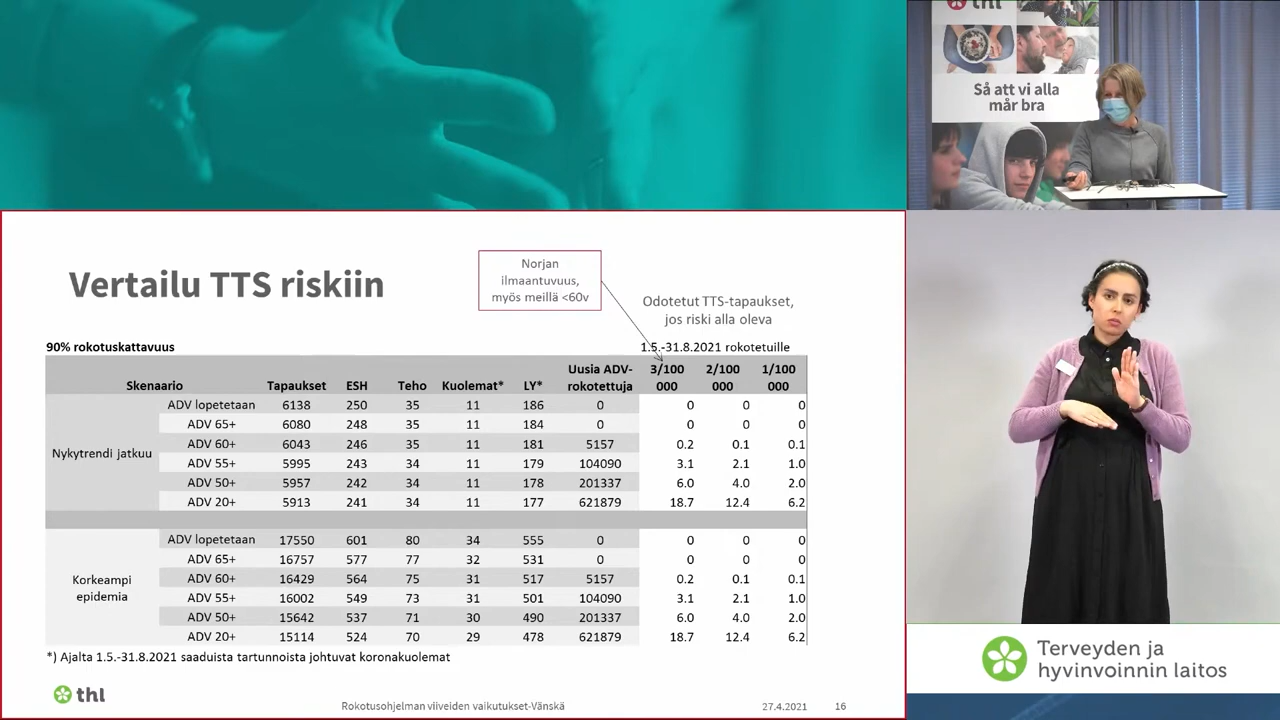 thl
Så att vi alla
mår bra
Vertailu TTS riskiin
Norjan
ilmaantuvuus,
myös meillä <60v
Odotetut TTS-tapaukset,
jos riski alla oleva
90% rokotuskattavuus
1.5.-31.8.2021 rokotetuille
Skenaario Tapaukset ESH Teho Kuolemat* LY* Uusia ADV-rokotettuja 3/100 000 2/100 000 1/100 000
Nykytrendi jatkuu
ADV lopetetaan 6138 250 35 11 186 0 0 0 0
ADV 65+ 6080 248 35 11 184 0 0 0 0
ADV 60+ 6043 246 35 11 181 5157 0.2 0.1 0.1
ADV 55+ 5995 243 34 11 179 104090 3.1 2.1 1.0
ADV 50+ 5957 242 34 11 178 201337 6.0 4.0 2.0
ADV 20+ 5913 241 34 11 177 621879 18.7 12.4 6.2
Korkeampi
epidemia
ADV lopetetaan 17550 601 80 34 555 0 0 0 0
ADV 65+ 16757 577 77 32 531 0 0 0 0
ADV 60+ 16429 564 75 31 517 5157 0.2 0.1 0.1
ADV 55+ 16002 549 73 31 501 104090 3.1 2.1 1.0
ADV 50+ 15642 537 71 30 490 201337 6.0 4.0 2.0
ADV 20+ 15114 524 70 29 478 621879 18.7 12.4 6.2
*) Ajalta 1.5.-31.8.2021 saaduista tartunnoista johtuvat koronakuolemat
thl
Rokotusohjelman viiveiden vaikutukset-Vänskä
27.4.2021
16
Terveyden ja
hyvinvoinnin laitos